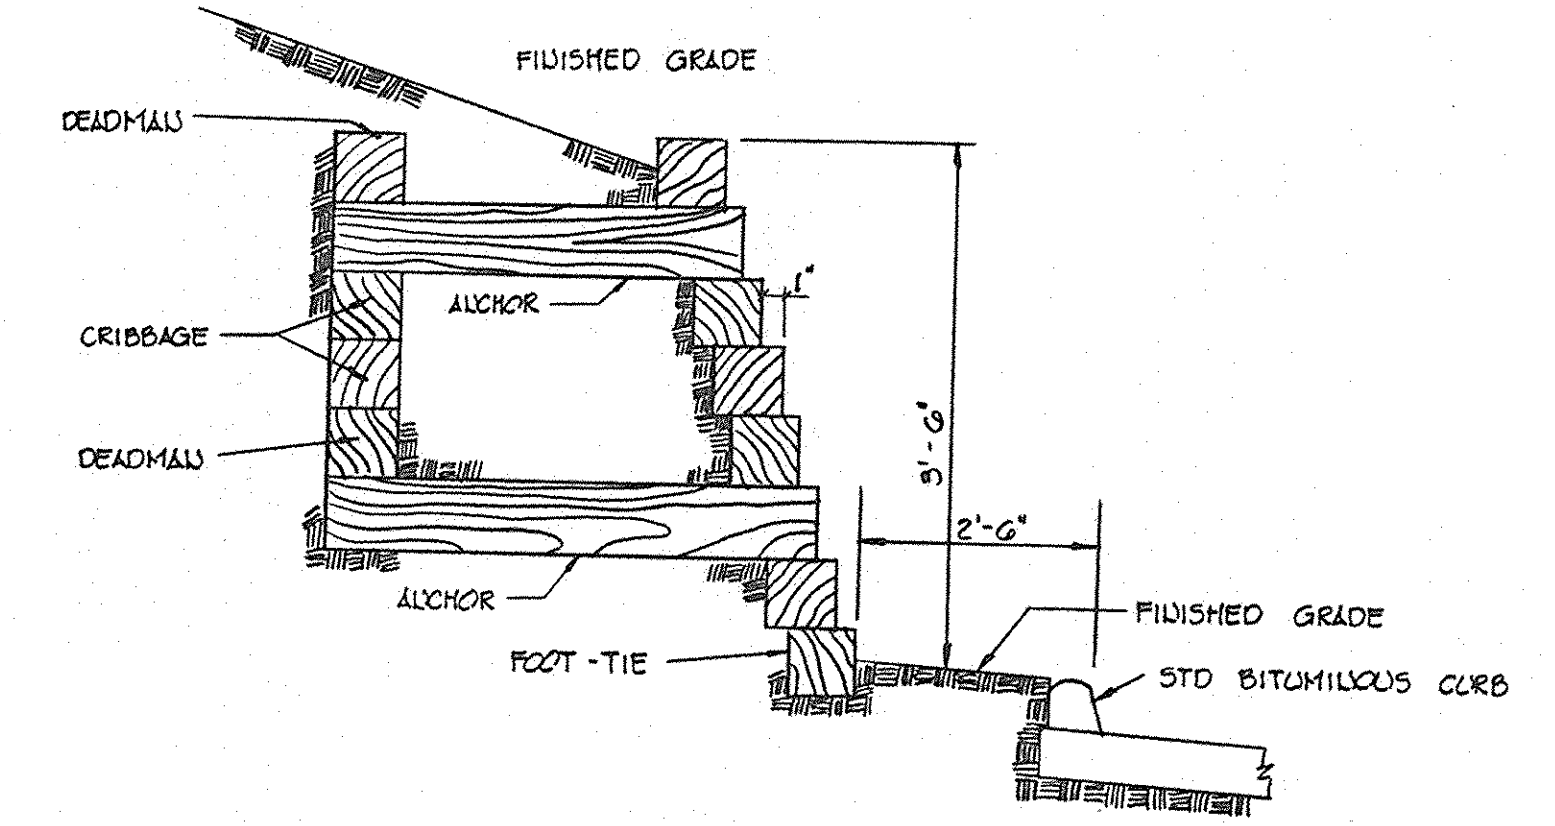 FINISHED GRADE
DEADMAN
1"
ANCHOR
CRIBBAGE
3'-6"
DEADMAN
2'-6"
ANCHOR
FINISHED GRADE
FOOT-TIE
STD BITUMINOUS CURB